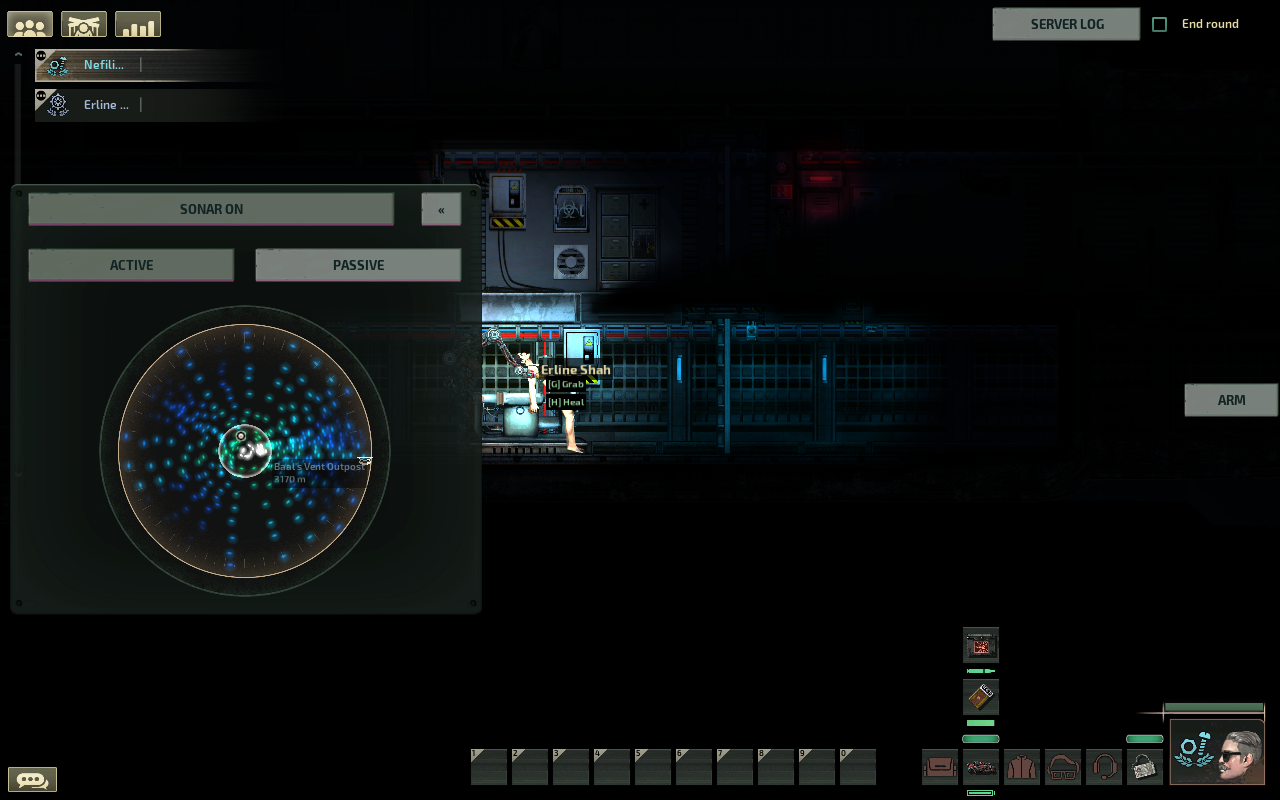 SERVER LOG
End round
Nefili...
Erline ...
SONAR ON
«
ACTIVE
PASSIVE
Erline Shah
[G] Grab
[H] Heal
ARM
Baal's Vent Outpost
3170 m
1 2 3 4 5 6 7 8 9 0